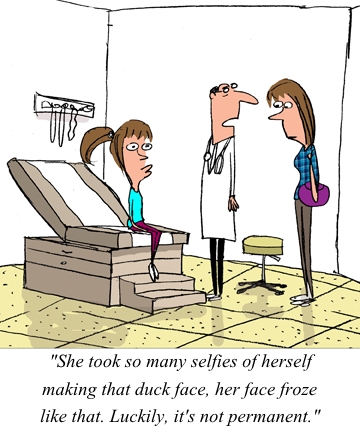 "She took so many selfies of herself
making that duck face, her face froze
like that. Luckily, it's not permanent."